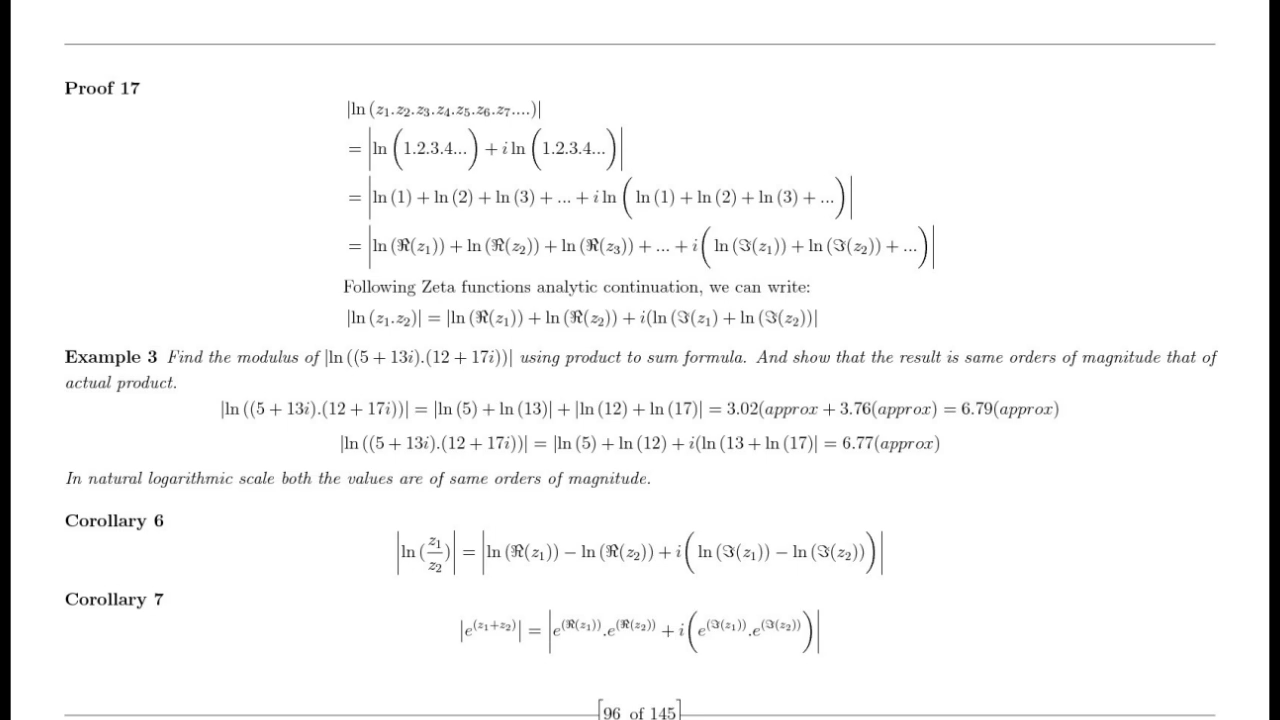 Proof 17
|ln (z₁.z₂.z₃.z₄.z₅.z₆.z₇....)|
= |ln (1.2.3.4...) + i ln (1.2.3.4...)|
= |ln (1) + ln (2) + ln (3) + ... + i ln ( ln (1) + ln (2) + ln (3) + ...)|
= |ln (ℜ(z₁)) + ln (ℜ(z₂)) + ln (ℜ(z₃)) + ... + i( ln (ℑ(z₁)) + ln (ℑ(z₂)) + ...)|
Following Zeta functions analytic continuation, we can write:
|ln (z₁.z₂)| = |ln (ℜ(z₁)) + ln (ℜ(z₂)) + i(ln (ℑ(z₁) + ln (ℑ(z₂))|
Example 3 Find the modulus of |ln ((5 + 13i).(12 + 17i))| using product to sum formula. And show that the result is same orders of magnitude that of
actual product.
|ln ((5 + 13i).(12 + 17i))| = |ln (5) + ln (13)| + |ln (12) + ln (17)| = 3.02(approx + 3.76(approx) = 6.79(approx)
|ln ((5 + 13i).(12 + 17i))| = |ln (5) + ln (12) + i(ln (13 + ln (17)| = 6.77(approx)
In natural logarithmic scale both the values are of same orders of magnitude.
Corollary 6
|ln (z₁/z₂)| = |ln (ℜ(z₁)) − ln (ℜ(z₂)) + i( ln (ℑ(z₁)) − ln (ℑ(z₂)))|
Corollary 7
|e^(z₁+z₂)| = |e^(ℜ(z₁)).e^(ℜ(z₂)) + i(e^(ℑ(z₁)).e^(ℑ(z₂)))|
[96 of 145]